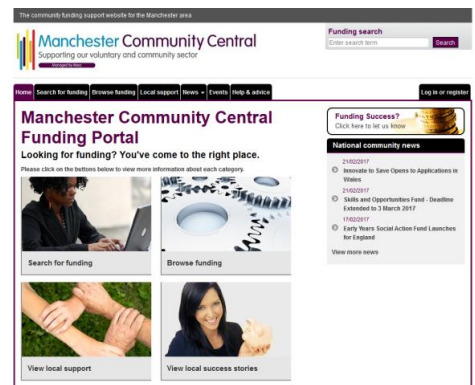 The community funding support website for the Manchester area
Manchester Community Central
Supporting our voluntary and community sector
Managed by Macc
Funding search
Enter search term
Search
Home Search for funding Browse funding Local support News Events Help & advice Log in or register
Manchester Community Central
Funding Portal
Looking for funding? You've come to the right place.
Please click on the buttons below to view more information about each category.
Search for funding
Browse funding
View local support
View local success stories
Funding Success?
Click here to let us know
National community news
21/02/2017
Innovate to Save Opens to Applications in
Wales
21/02/2017
Skills and Opportunities Fund - Deadline
Extended to 3 March 2017
17/02/2017
Early Years Social Action Fund Launches
for England
View more news